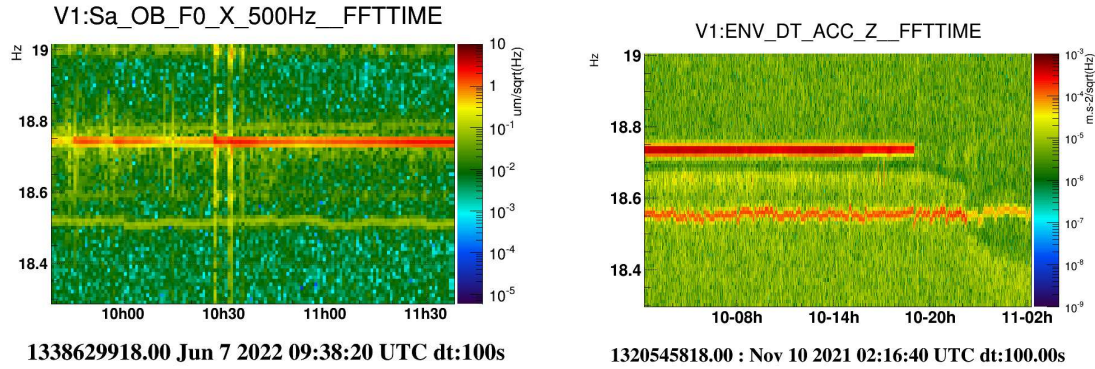 V1:Sa_OB_F0_X_500Hz__FFTTIME
Hz
19
18.8
18.6
18.4
10h00 10h30 11h00 11h30
10
1
10-1
10-2
10-3
10-4
10-5
um/sqrt(Hz)
1338629918.00 Jun 7 2022 09:38:20 UTC dt:100s
V1:ENV_DT_ACC_Z__FFTTIME
Hz
19
18.8
18.6
18.4
10-08h 10-14h 10-20h 11-02h
10-3
10-4
10-5
10-6
10-7
10-8
10-9
m.s-2/sqrt(Hz)
1320545818.00 : Nov 10 2021 02:16:40 UTC dt:100.00s